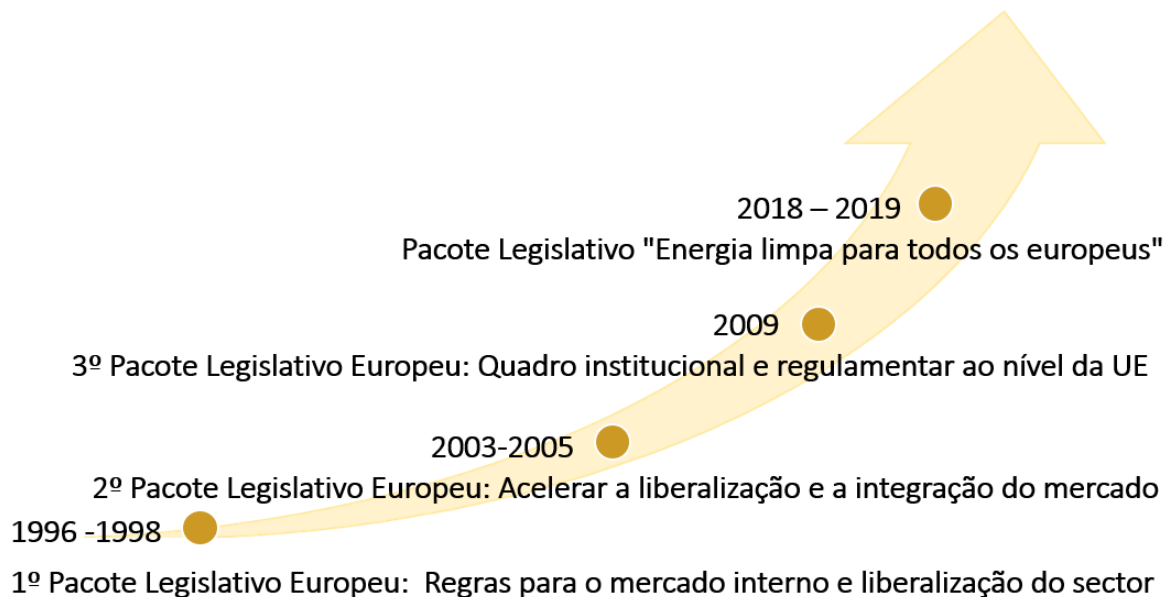 2018 – 2019
Pacote Legislativo "Energia limpa para todos os europeus"
2009
3º Pacote Legislativo Europeu: Quadro institucional e regulamentar ao nível da UE
2003-2005
2º Pacote Legislativo Europeu: Acelerar a liberalização e a integração do mercado
1996 -1998
1º Pacote Legislativo Europeu:  Regras para o mercado interno e liberalização do sector